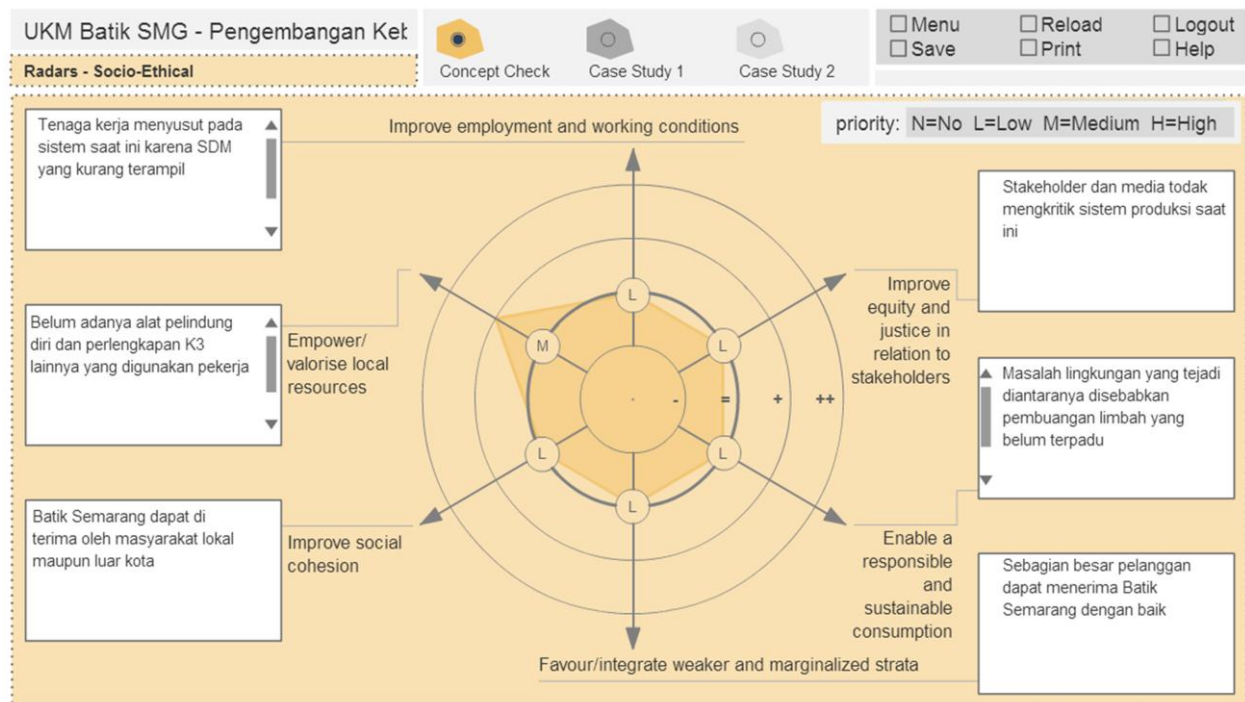 UKM Batik SMG - Pengembangan Ket
Radars - Socio-Ethical
Concept Check
Case Study 1
Case Study 2
Menu
Reload
Logout
Save
Print
Help
priority: N=No L=Low M=Medium H=High
Tenaga kerja menyusut pada
sistem saat ini karena SDM
yang kurang terampil
Improve employment and working conditions
Stakeholder dan media todak
mengkritik sistem produksi saat
ini
Improve
equity and
justice in
relation to
stakeholders
Belum adanya alat pelindung
diri dan perlengkapan K3
lainnya yang digunakan pekerja
Empower/
valorise local
resources
L
M
L
- = + ++
L
L
L
Masalah lingkungan yang tejadi
diantaranya disebabkan
pembuangan limbah yang
belum terpadu
Batik Semarang dapat di
terima oleh masyarakat lokal
maupun luar kota
Improve social
cohesion
Enable a
responsible
and
sustainable
consumption
Sebagian besar pelanggan
dapat menerima Batik
Semarang dengan baik
Favour/integrate weaker and marginalized strata